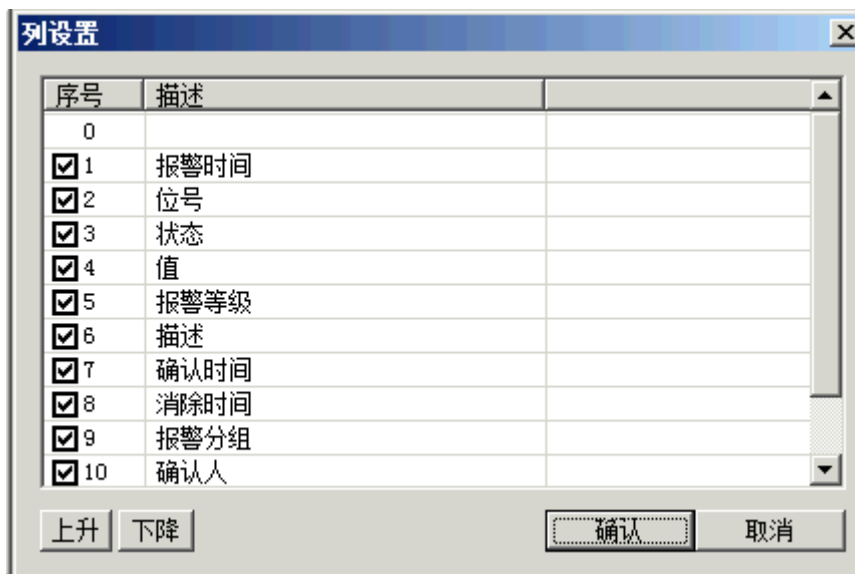 列设置
序号 描述
0
1 报警时间
2 位号
3 状态
4 值
5 报警等级
6 描述
7 确认时间
8 消除时间
9 报警分组
10 确认人
上升 下降 确认 取消